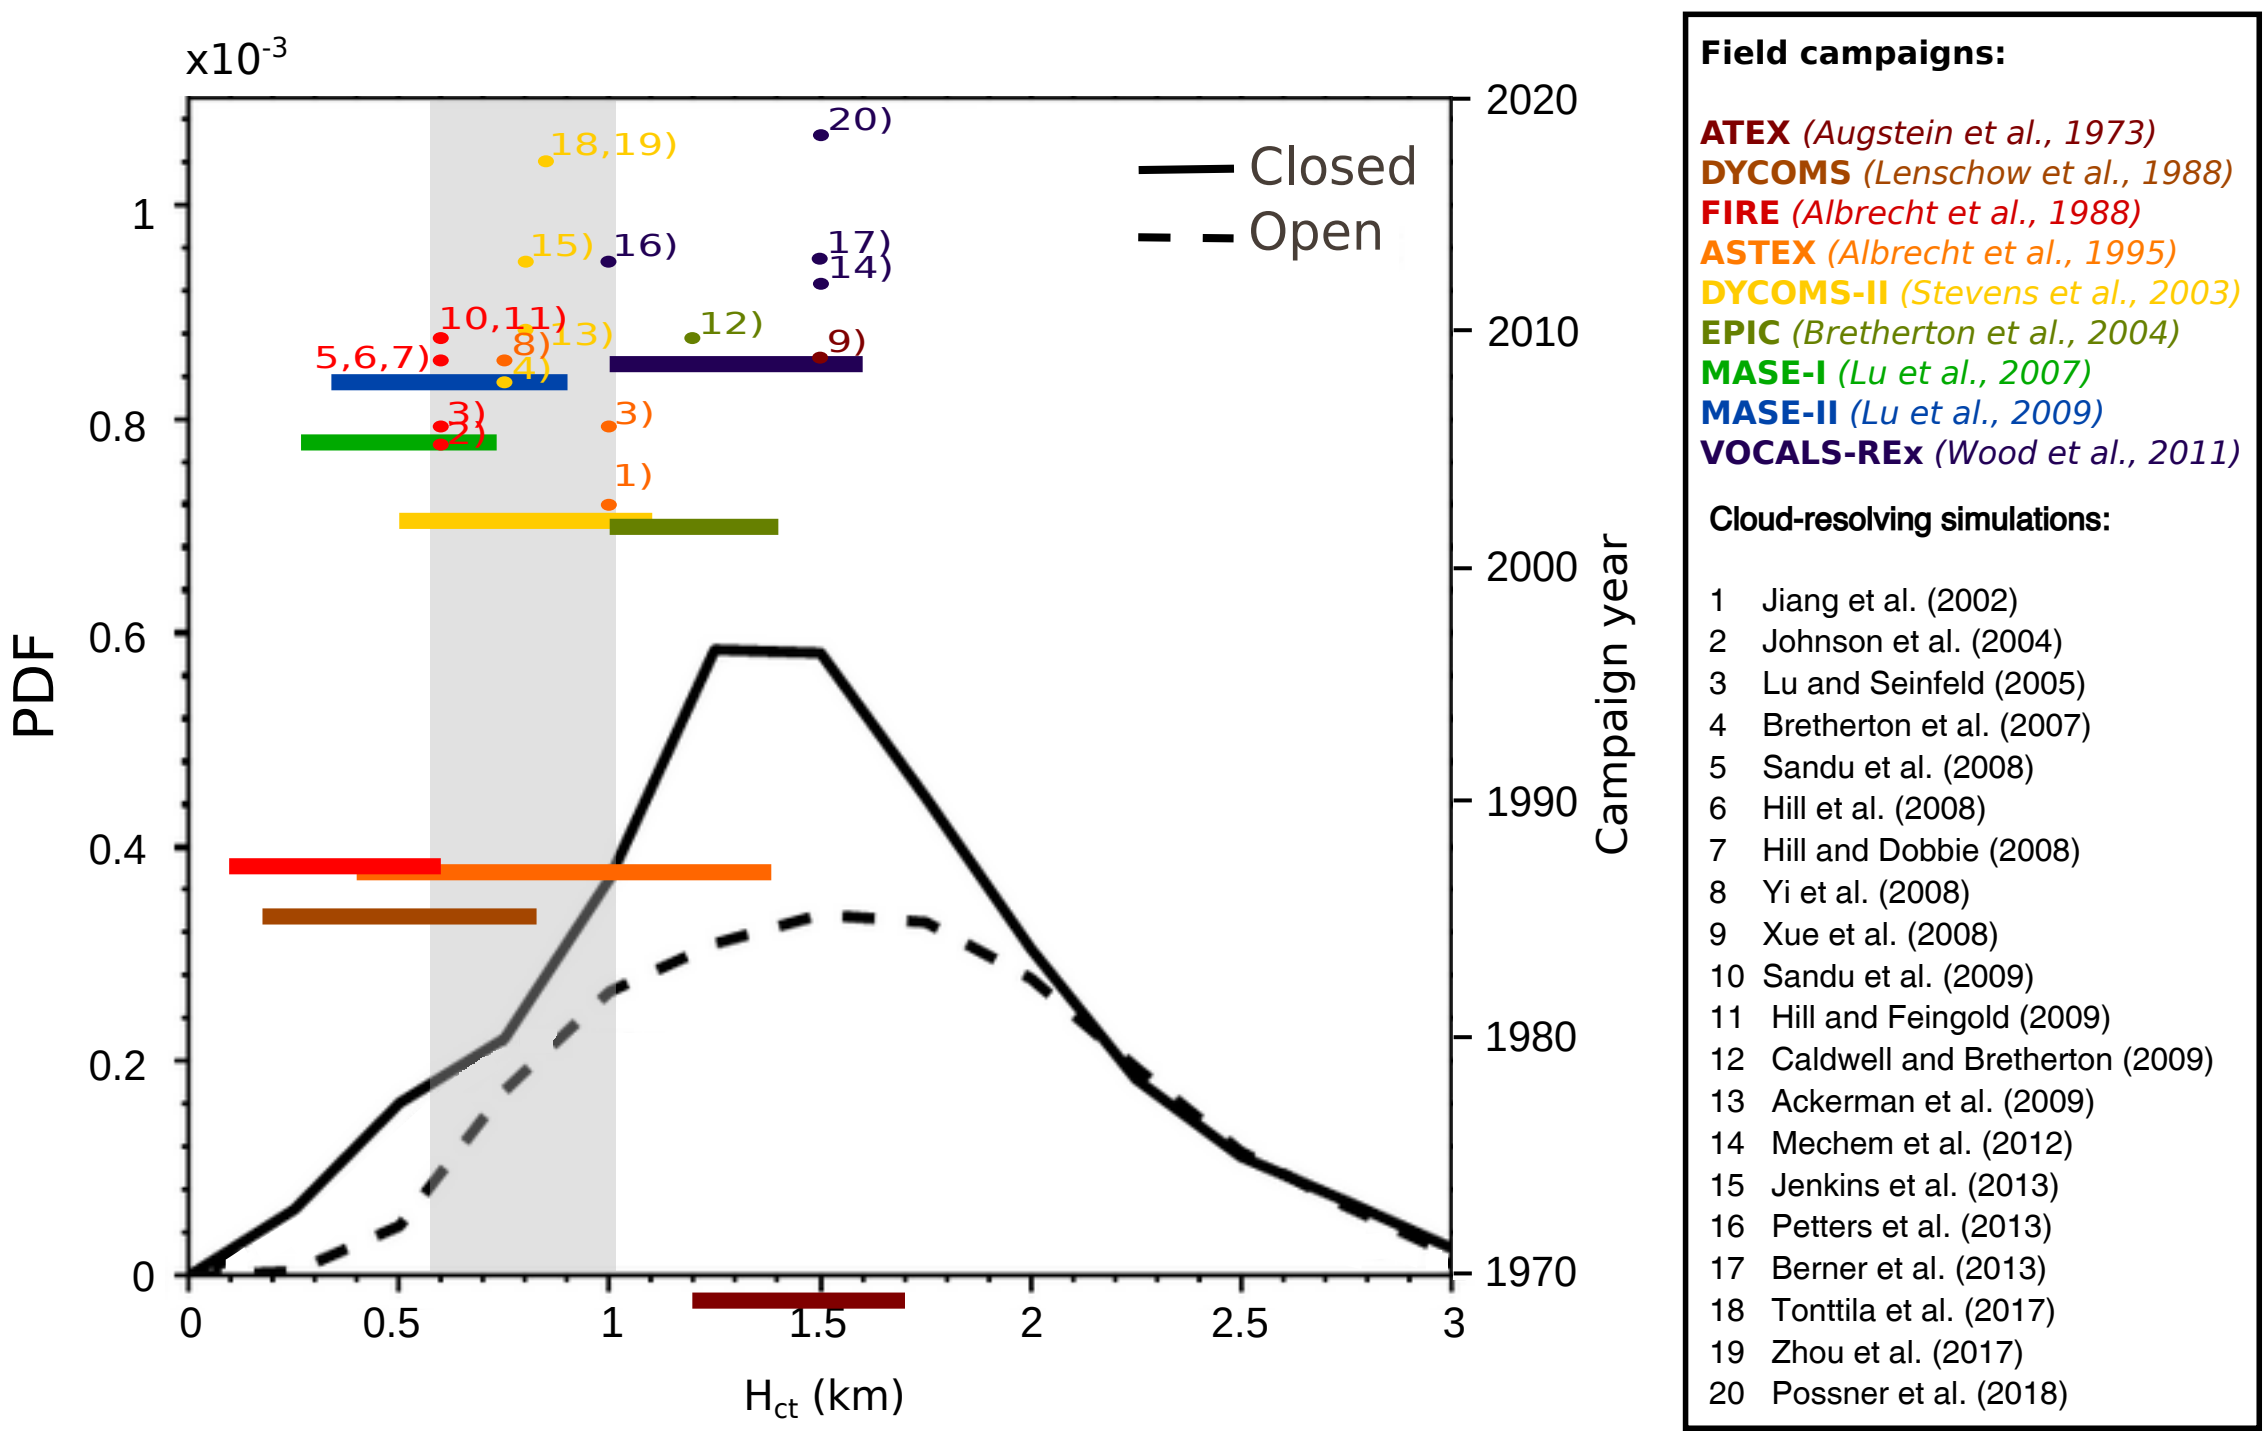 x10-3
1
0.8
0.6
0.4
0.2
0
PDF
0
0.5
1
1.5
2
2.5
3
Hct (km)
2020
2010
2000
1990
1980
1970
Campaign year
Closed
Open
20)
18,19)
17)
15)
16)
14)
10,11)
12)
13)
8)
9)
5,6,7)
4)
3)
3)
2)
1)
Field campaigns:
ATEX (Augstein et al., 1973)
DYCOMS (Lenschow et al., 1988)
FIRE (Albrecht et al., 1988)
ASTEX (Albrecht et al., 1995)
DYCOMS-II (Stevens et al., 2003)
EPIC (Bretherton et al., 2004)
MASE-I (Lu et al., 2007)
MASE-II (Lu et al., 2009)
VOCALS-REx (Wood et al., 2011)
Cloud-resolving simulations:
1 Jiang et al. (2002)
2 Johnson et al. (2004)
3 Lu and Seinfeld (2005)
4 Bretherton et al. (2007)
5 Sandu et al. (2008)
6 Hill et al. (2008)
7 Hill and Dobbie (2008)
8 Yi et al. (2008)
9 Xue et al. (2008)
10 Sandu et al. (2009)
11 Hill and Feingold (2009)
12 Caldwell and Bretherton (2009)
13 Ackerman et al. (2009)
14 Mechem et al. (2012)
15 Jenkins et al. (2013)
16 Petters et al. (2013)
17 Berner et al. (2013)
18 Tonttila et al. (2017)
19 Zhou et al. (2017)
20 Possner et al. (2018)